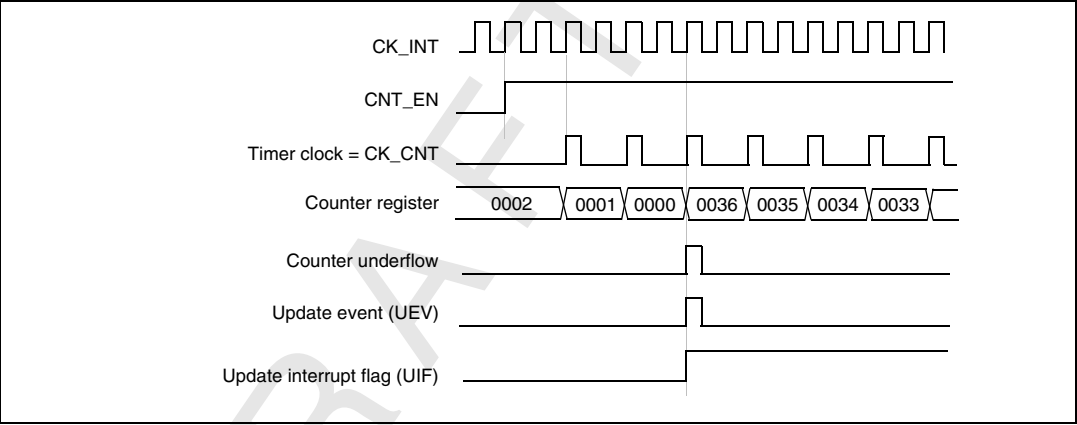 CK_INT
CNT_EN
Timer clock = CK_CNT
Counter register 0002 0001 0000 0036 0035 0034 0033
Counter underflow
Update event (UEV)
Update interrupt flag (UIF)
RAFT